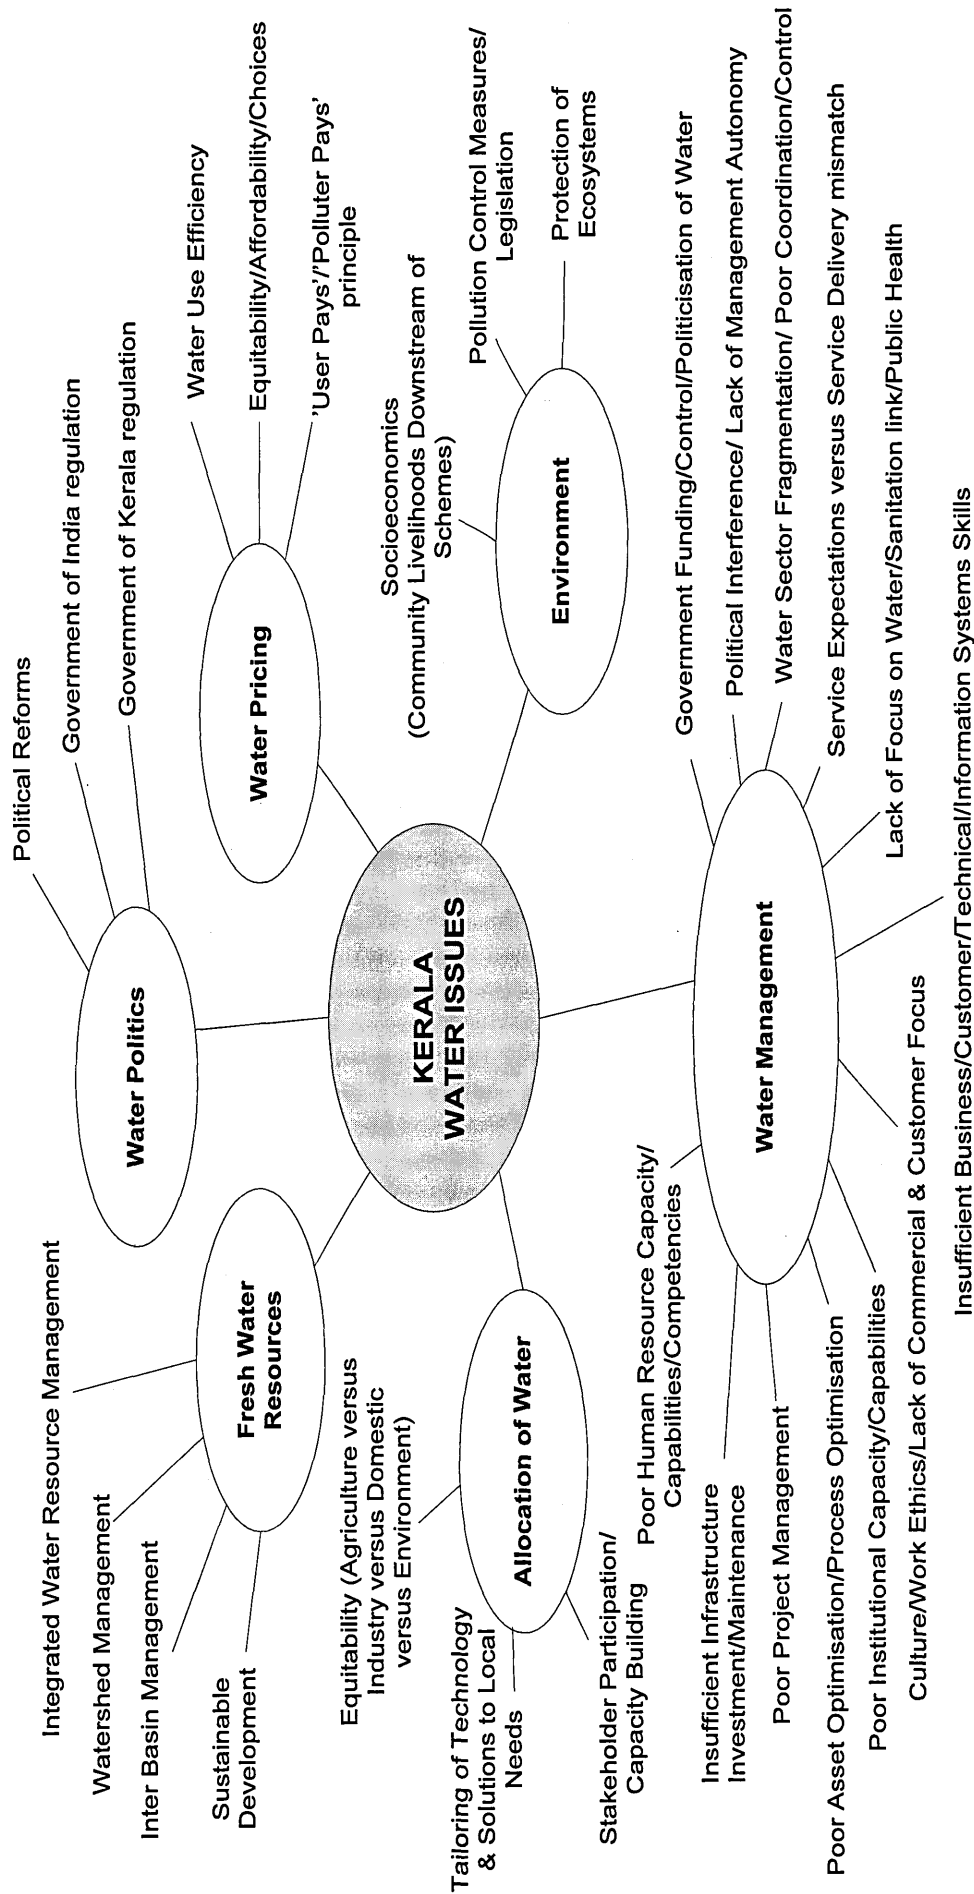 Integrated Water Resource Management
Watershed Management
Inter Basin Management
Sustainable
Development
Fresh Water
Resources
Political Reforms
Government of India regulation
Government of Kerala regulation
Water Politics
Water Use Efficiency
Equitability/Affordability/Choices
'User Pays'/'Polluter Pays'
principle
Water Pricing
KERALA
WATER ISSUES
Equitability (Agriculture versus
Industry versus Domestic
versus Environment)
Tailoring of Technology
& Solutions to Local
Needs
Stakeholder Participation/
Capacity Building
Allocation of Water
Socioeconomics
(Community Livelihoods Downstream of
Schemes)
Pollution Control Measures/
Legislation
Protection of
Ecosystems
Environment
Water Management
Poor Human Resource Capacity/
Capabilities/Competencies
Insufficient Infrastructure
Investment/Maintenance
Poor Project Management
Poor Asset Optimisation/Process Optimisation
Poor Institutional Capacity/Capabilities
Culture/Work Ethics/Lack of Commercial & Customer Focus
Insufficient Business/Customer/Technical/Information Systems Skills
Government Funding/Control/Politicisation of Water
Political Interference/ Lack of Management Autonomy
Water Sector Fragmentation/ Poor Coordination/Control
Service Expectations versus Service Delivery mismatch
Lack of Focus on Water/Sanitation link/Public Health